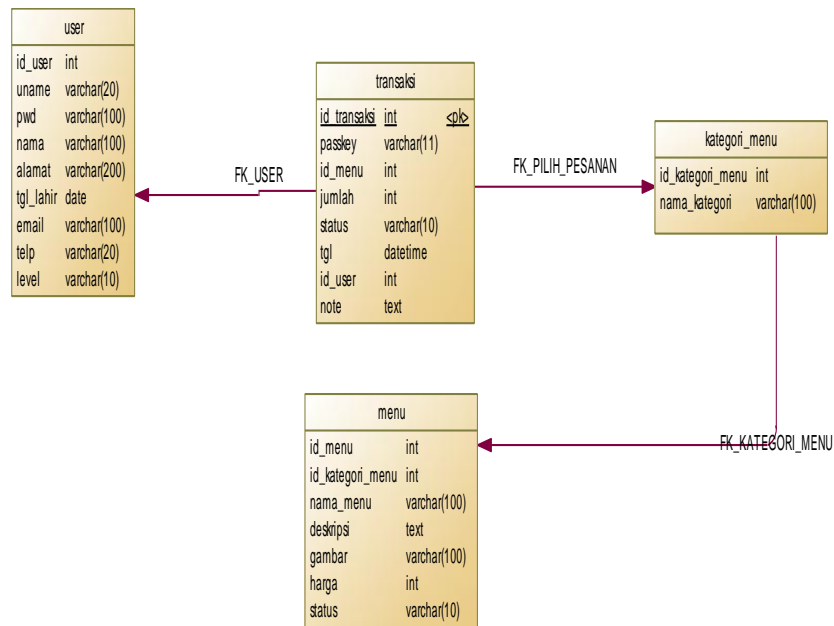 user
id_user int
uname varchar(20)
pwd varchar(100)
nama varchar(100)
alamat varchar(200)
tgl_lahir date
email varchar(100)
telp varchar(20)
level varchar(10)
FK_USER
transaksi
id_transaksi int <pk>
passkey varchar(11)
id_menu int
jumlah int
status varchar(10)
tgl datetime
id_user int
note text
FK_PILIH_PESANAN
kategori_menu
id_kategori_menu int
nama_kategori varchar(100)
FK_KATEGORI_MENU
menu
id_menu int
id_kategori_menu int
nama_menu varchar(100)
deskripsi text
gambar varchar(100)
harga int
status varchar(10)